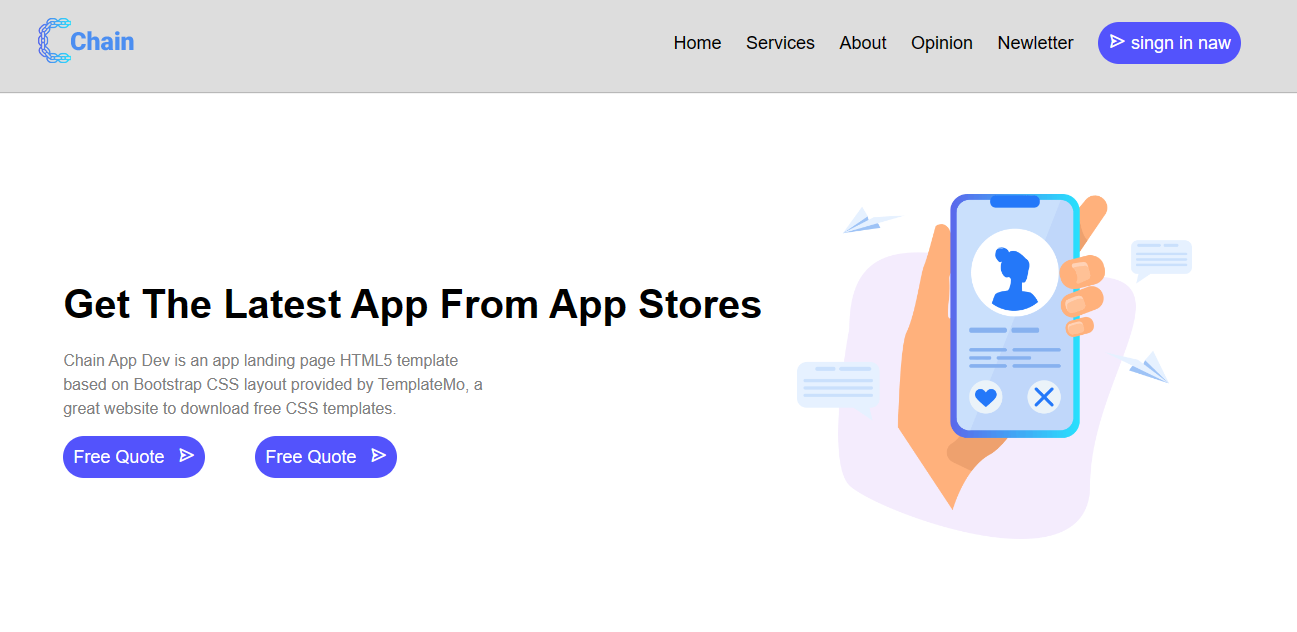 Chain
Home Services About Opinion Newletter singn in naw
Get The Latest App From App Stores
Chain App Dev is an app landing page HTML5 template
based on Bootstrap CSS layout provided by TemplateMo, a
great website to download free CSS templates.
Free Quote Free Quote